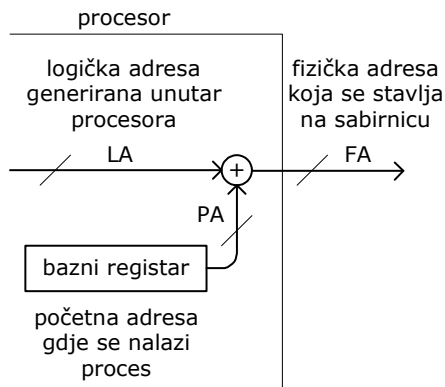 procesor
logička adresa
generirana unutar
procesora
fizička adresa
koja se stavlja
na sabirnicu
LA
+
FA
PA
bazni registar
početna adresa
gdje se nalazi
proces